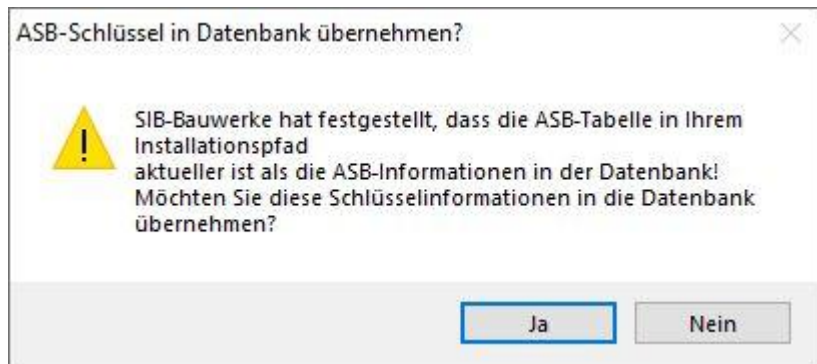 ASB-Schlüssel in Datenbank übernehmen?
SIB-Bauwerke hat festgestellt, dass die ASB-Tabelle in Ihrem
Installationspfad
aktueller ist als die ASB-Informationen in der Datenbank!
Möchten Sie diese Schlüsselinformationen in die Datenbank
übernehmen?
Ja
Nein